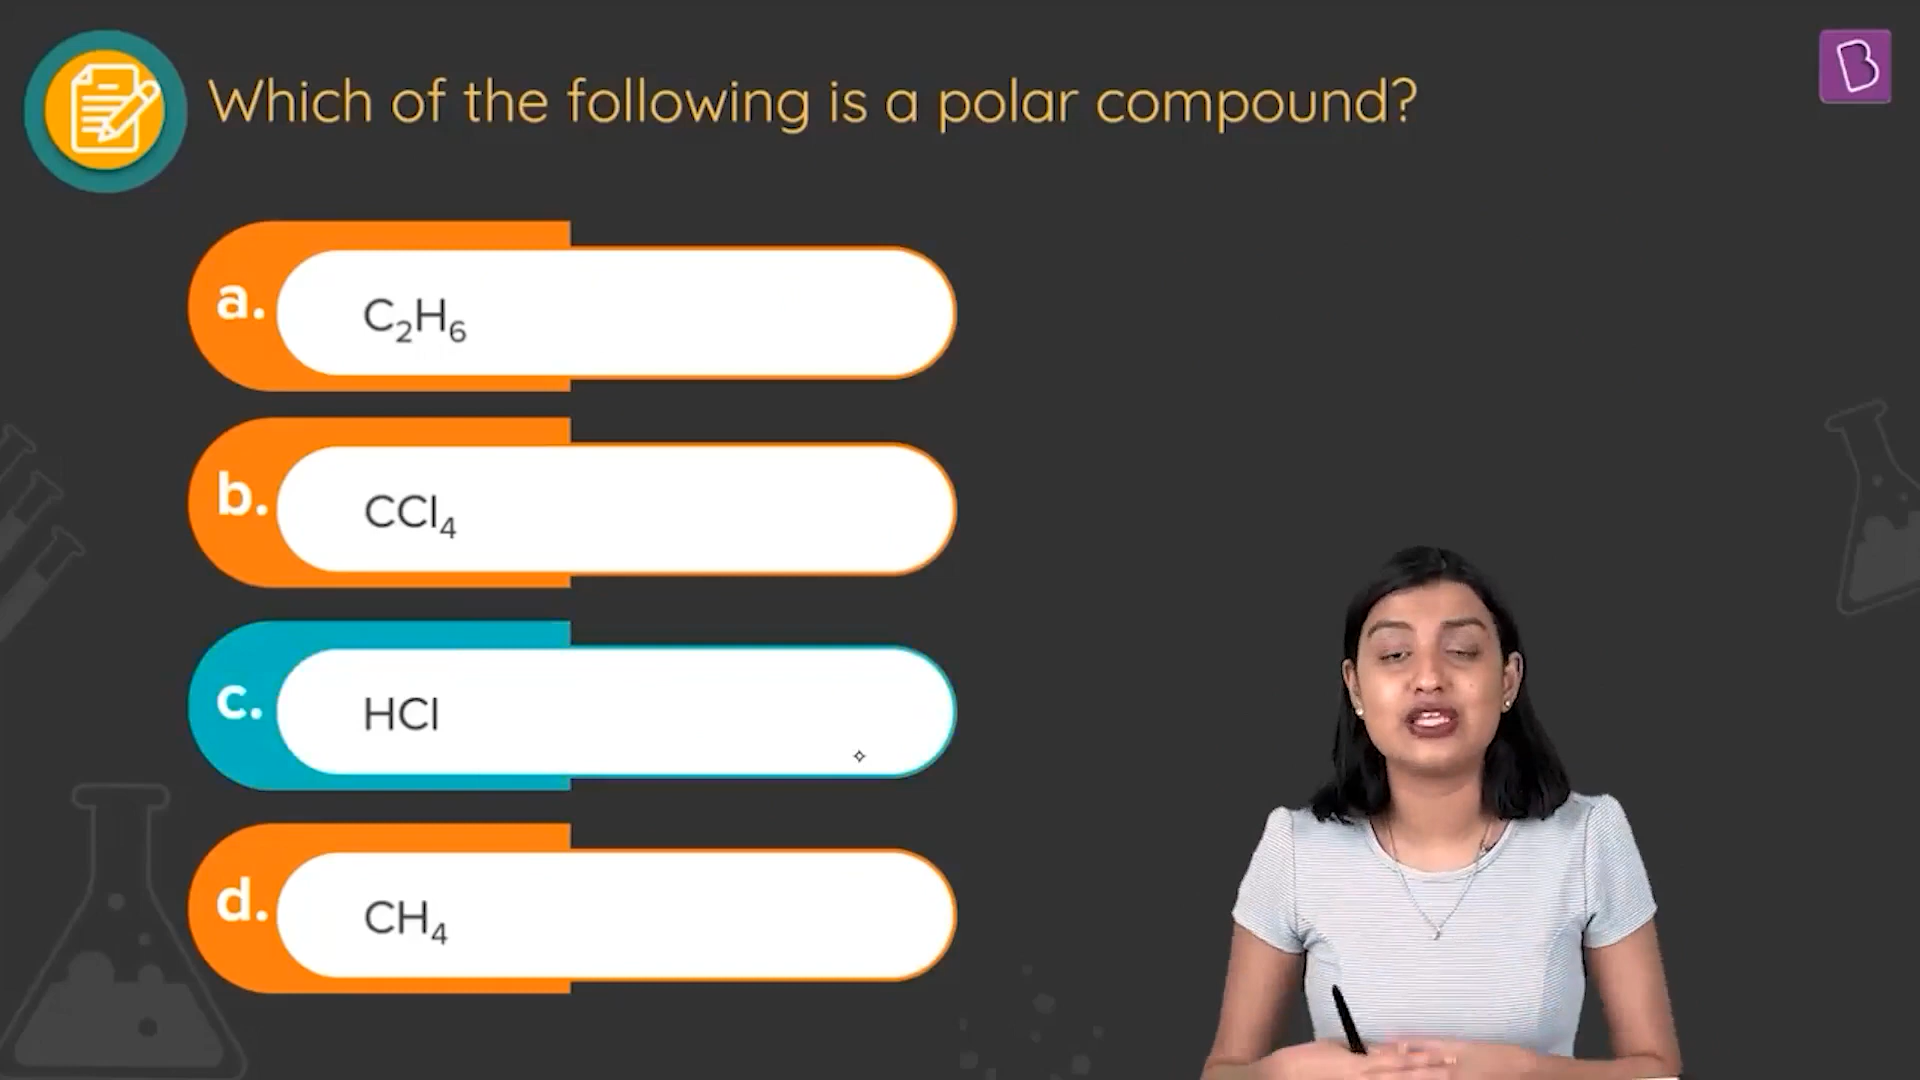 Which of the following is a polar compound?
B
a. C₂H₆
b. CCl₄
c. HCl
d. CH₄